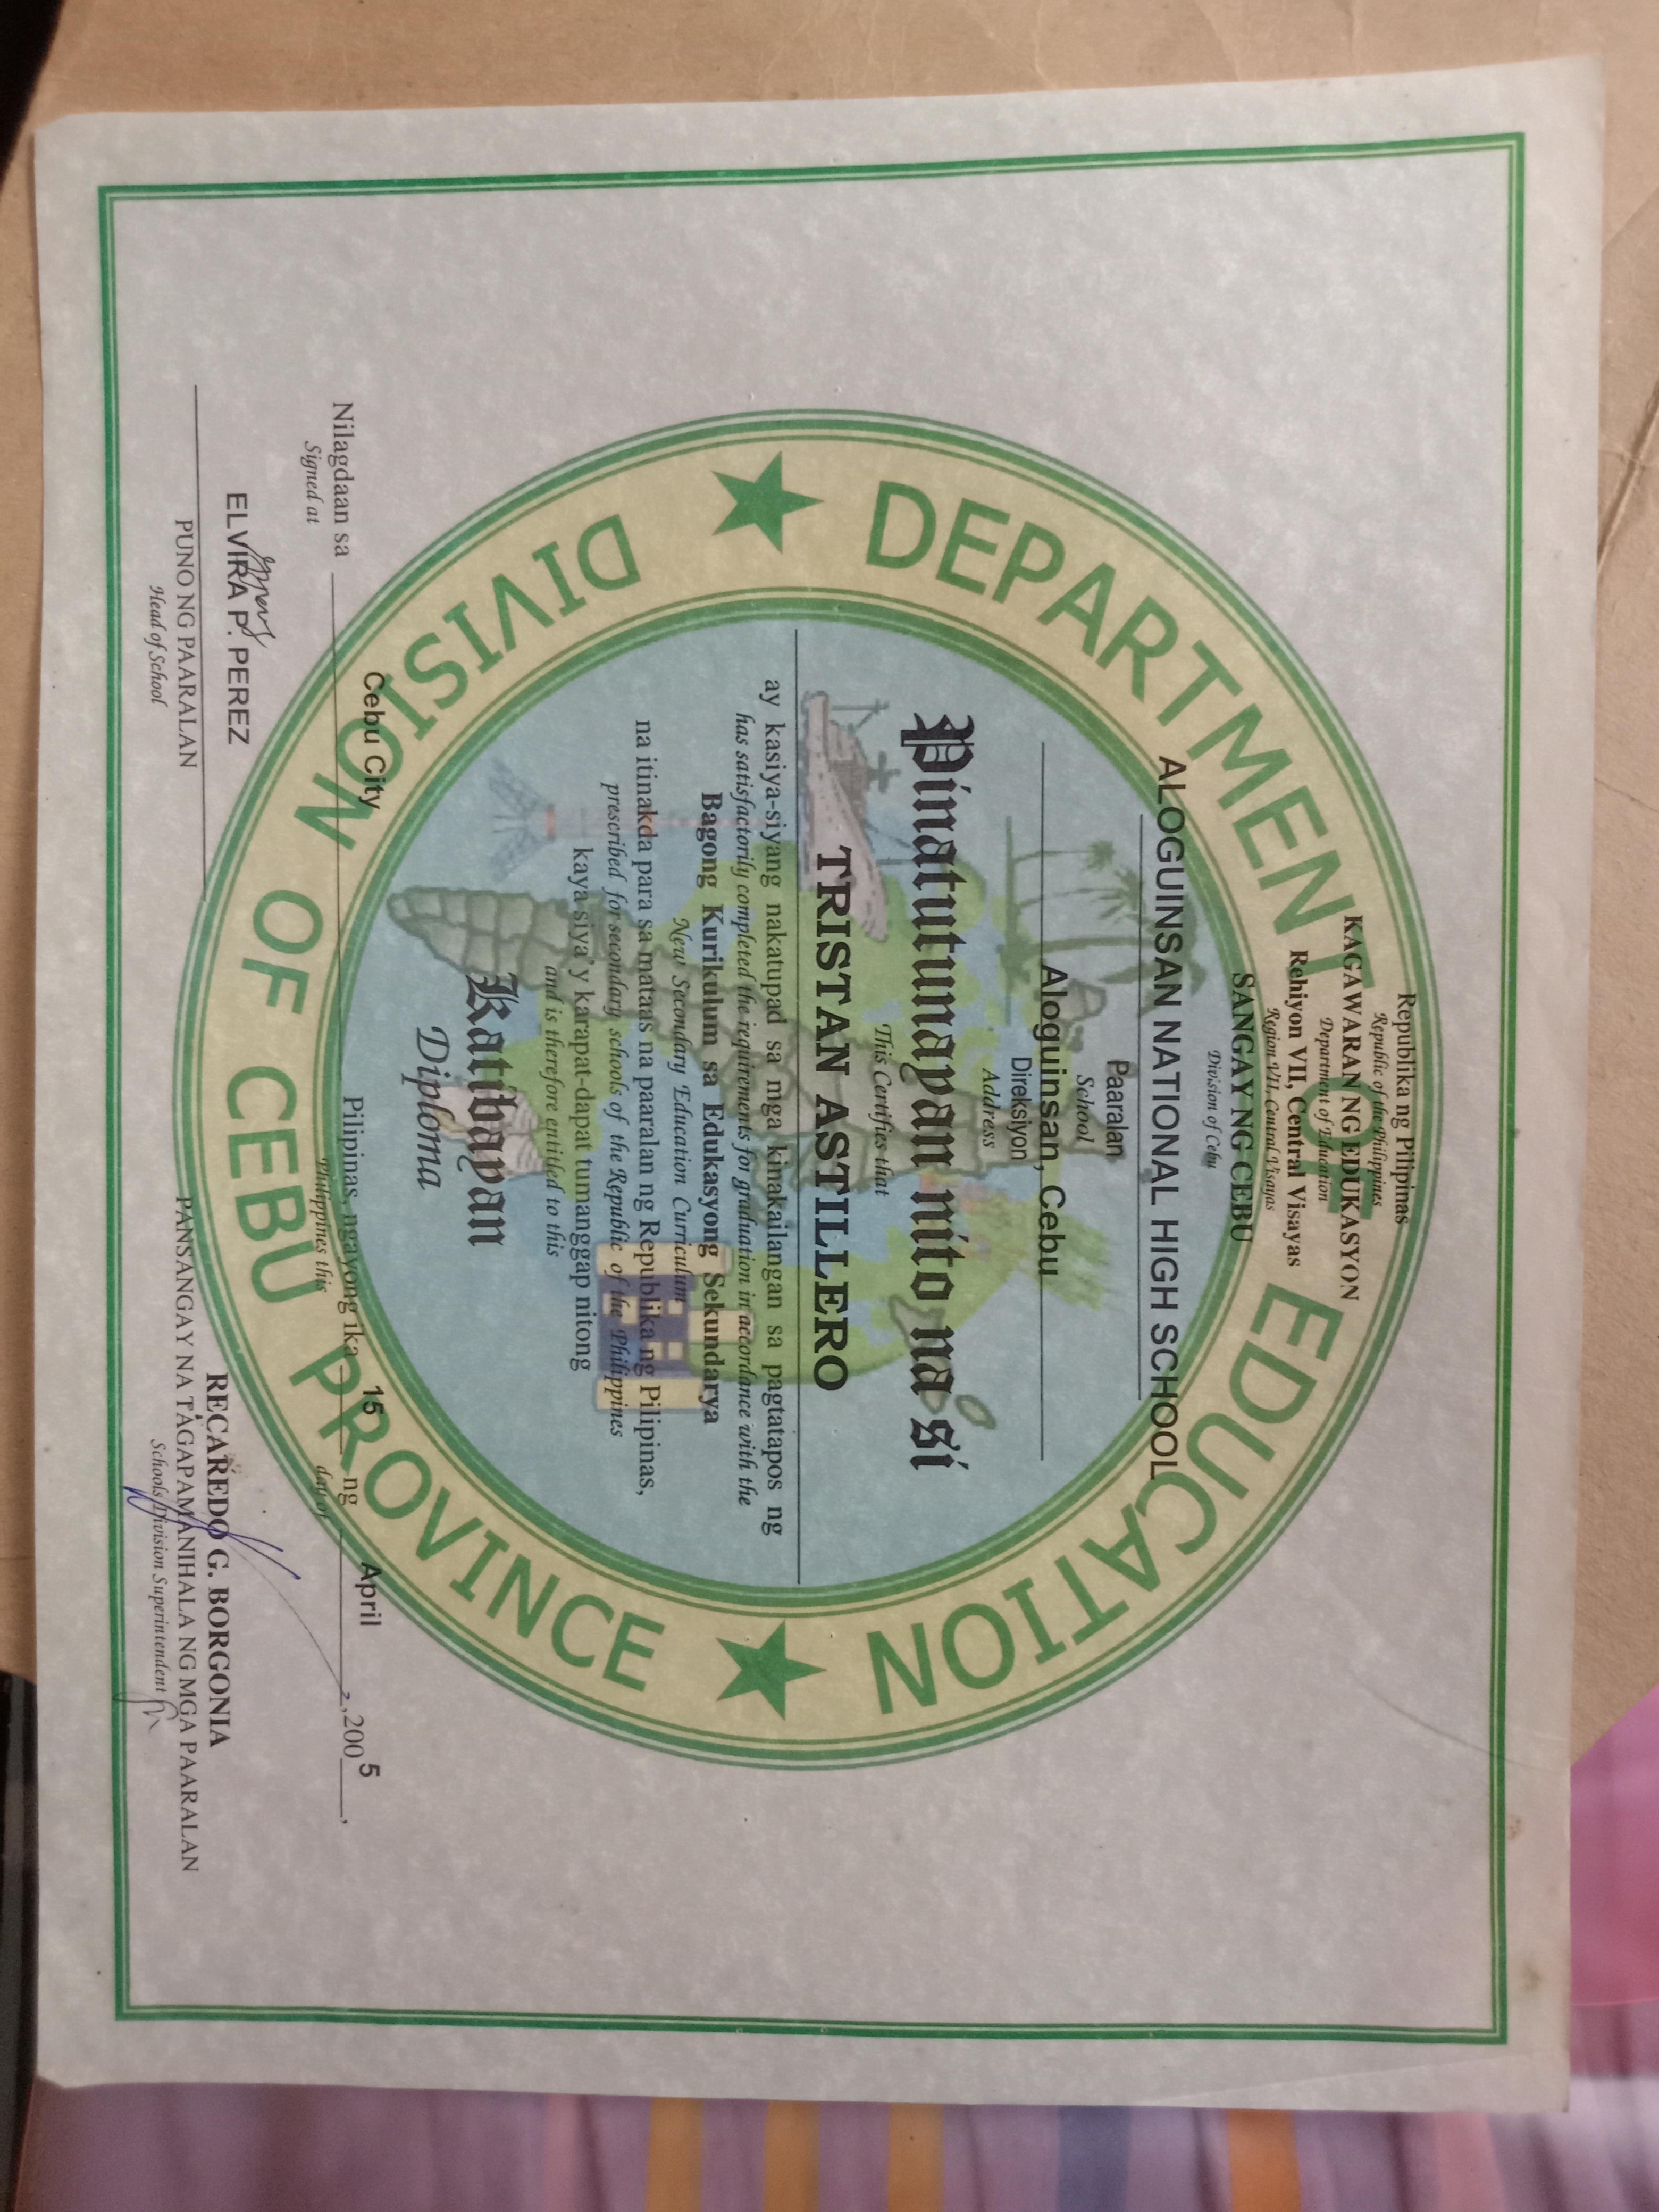 DEPARTMENT OF EDUCATION
DIVISION OF CEBU PROVINCE
Republika ng Pilipinas
Republic of the Philippines
KAGAWARAN NG EDUKASYON
Department of Education
Rehiyon VII, Central Visayas
Region VII, Central Visayas
SANGAY NG CEBU
Division of Cebu
ALOGUINSAN NATIONAL HIGH SCHOOL
Paaralan
School
Aloguinsan, Cebu
Direksiyon
Address
Pinatutunayan nito na si
This Certifies that
TRISTAN ASTILLERO
ay kasiya-siyang nakatupad sa mga kinakailangan sa pagtatapos ng
has satisfactorily completed the requirements for graduation in accordance with the
Bagong Kurikulum sa Edukasyong Sekundarya
New Secondary Education Curriculum
na itinakda para sa mataas na paaralan ng Republika ng Pilipinas,
prescribed for secondary schools of the Republic of the Philippines
kaya siya'y karapat-dapat tumanggap nitong
and is therefore entitled to this
Katibayan
Diploma
Nilagdaan sa Cebu City Pilipinas, ngayong ika 15 ng April, 2005,
Signed at Philippines this day of
ELVIRA P. PEREZ
PUNO NG PAARALAN
Head of School
RECAREDO G. BORGONIA
PANSANGAY NA TAGAPAMANIHALA NG MGA PAARALAN
Schools Division Superintendent